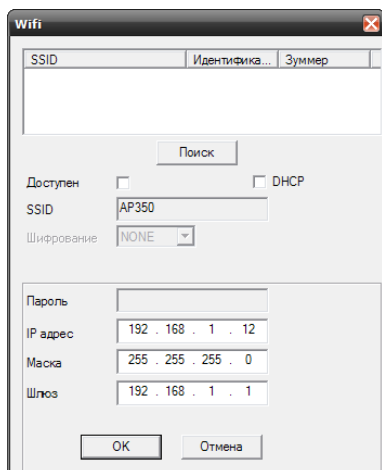 Wifi
SSID Идентифика... Зуммер
Поиск
Доступен DHCP
SSID AP350
Шифрование NONE
Пароль
IP адрес 192 . 168 . 1 . 12
Маска 255 . 255 . 255 . 0
Шлюз 192 . 168 . 1 . 1
OK Отмена